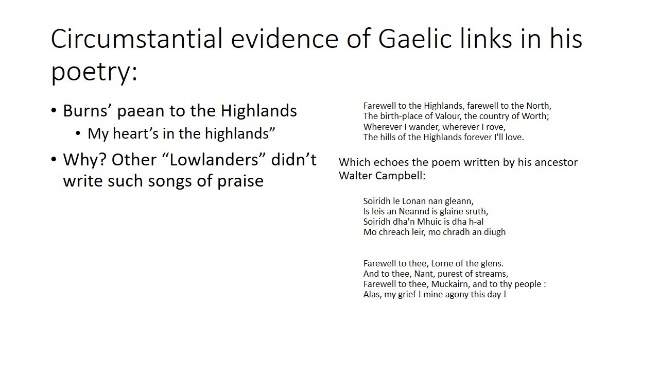 Circumstantial evidence of Gaelic links in his
poetry:
• Burns’ paean to the Highlands
• My heart’s in the highlands”
• Why? Other “Lowlanders” didn’t
write such songs of praise
Farewell to the Highlands, farewell to the North,
The birth-place of Valour, the country of Worth;
Wherever I wander, wherever I rove,
The hills of the Highlands forever I'll love.
Which echoes the poem written by his ancestor
Walter Campbell:
Soiridh le Lonan nan gleann,
Is leis an Neannd is glaine sruth,
Soiridh dha'n Mhuic is dha h-al
Mo chreach leir, mo chradh an diugh
Farewell to thee, Lorne of the glens.
And to thee, Nant, purest of streams,
Farewell to thee, Muckairn, and to thy people :
Alas, my grief I mine agony this day I